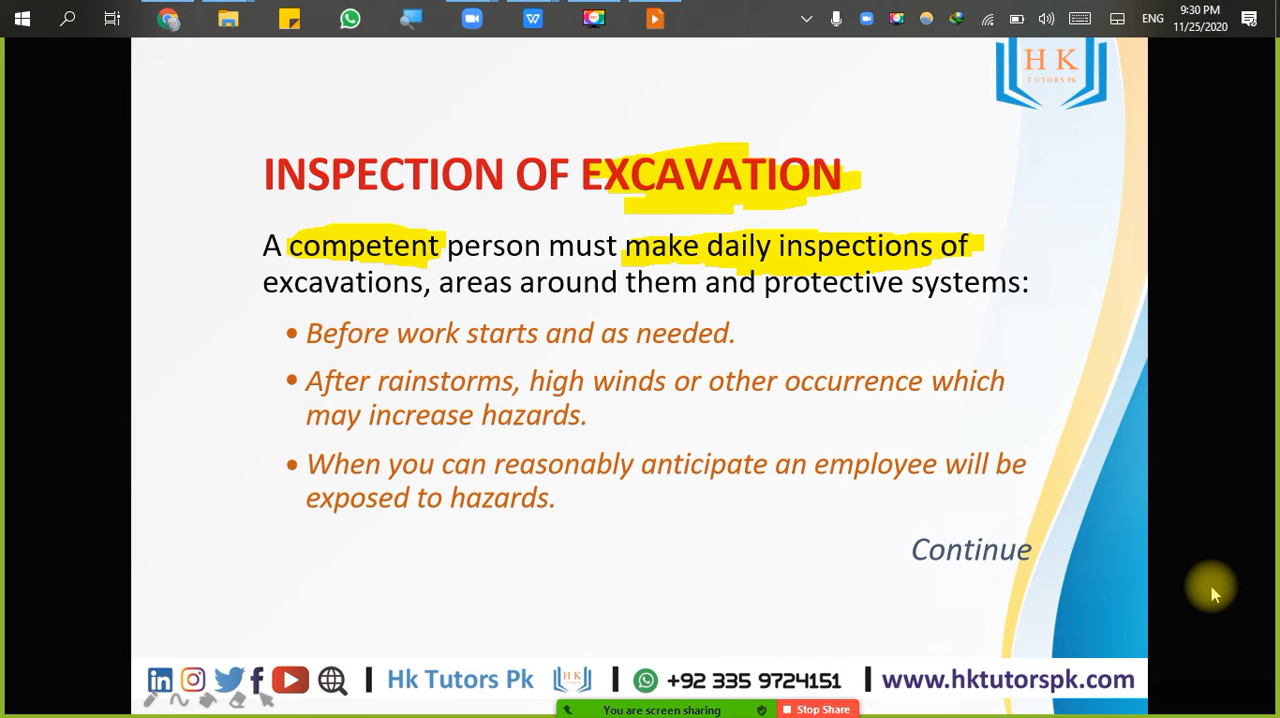 ENG
9:30 PM
11/25/2020
H K
TUTORS PK
INSPECTION OF EXCAVATION
A competent person must make daily inspections of
excavations, areas around them and protective systems:
• Before work starts and as needed.
• After rainstorms, high winds or other occurrence which
may increase hazards.
• When you can reasonably anticipate an employee will be
exposed to hazards.
Continue
| Hk Tutors Pk | +92 335 9724151 | www.hktutorspk.com
You are screen sharing Stop Share